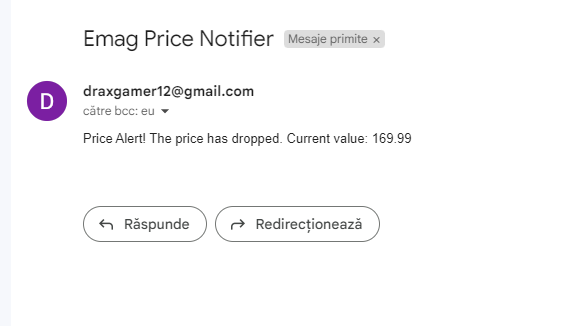 Emag Price Notifier Mesaje primite ×
D
draxgamer12@gmail.com
către bcc: eu
Price Alert! The price has dropped. Current value: 169.99
Răspunde Redirecționează